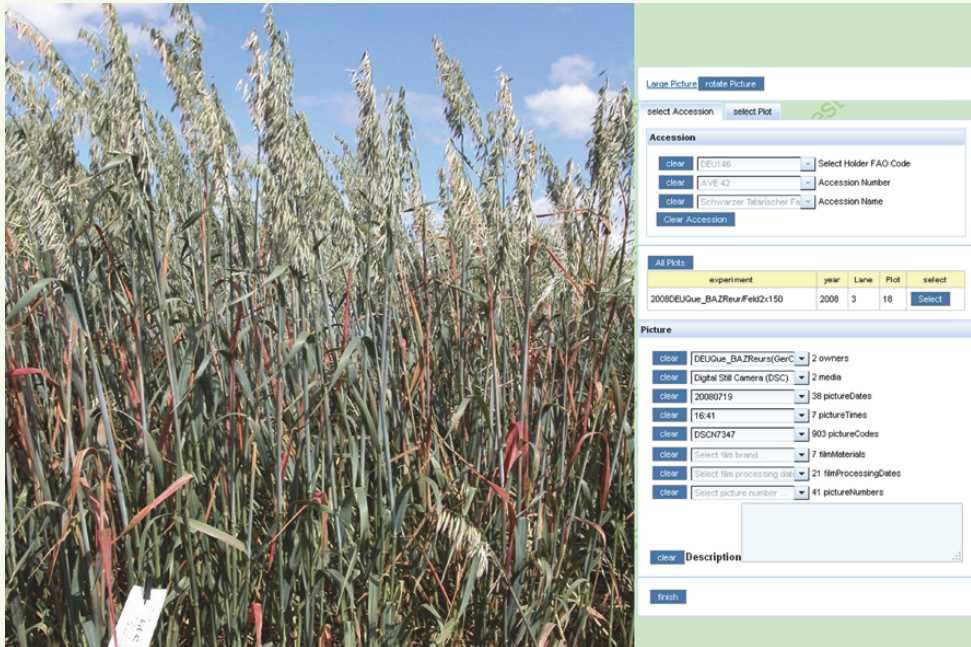 Large Picture rotate Picture
select Accession select Plot
Accession
clear DEU146 Select Holder FAO Code
clear AVE 42 Accession Number
clear Schwarzer Tatarischer Fa Accession Name
Clear Accession
All Plots
experiment year Lane Plot select
2008DEUQue_BAZReur/Feld2x150 2008 3 18 Select
Picture
clear DEUQue_BAZReurs(GerC 2 owners
clear Digital Still Camera (DSC) 2 media
clear 20080719 38 pictureDates
clear 16:41 7 pictureTimes
clear DSCN7347 903 pictureCodes
clear Select film brand ... 7 filmMaterials
clear Select film processing dat 21 filmProcessingDates
clear Select picture number ... 41 pictureNumbers
clear Description
finish